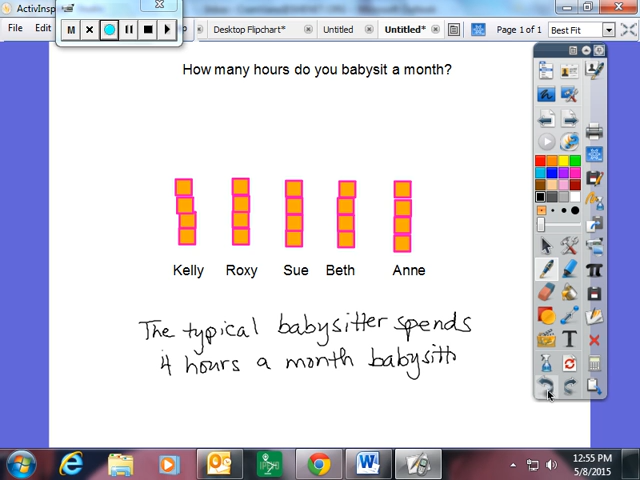 ActivInspire
File
Edit
Desktop Flipchart*
Untitled
Untitled*
Page 1 of 1
Best Fit
M
How many hours do you babysit a month?
Kelly Roxy Sue Beth Anne
The typical babysitter spends
4 hours a month babysitti
12:55 PM
5/8/2015